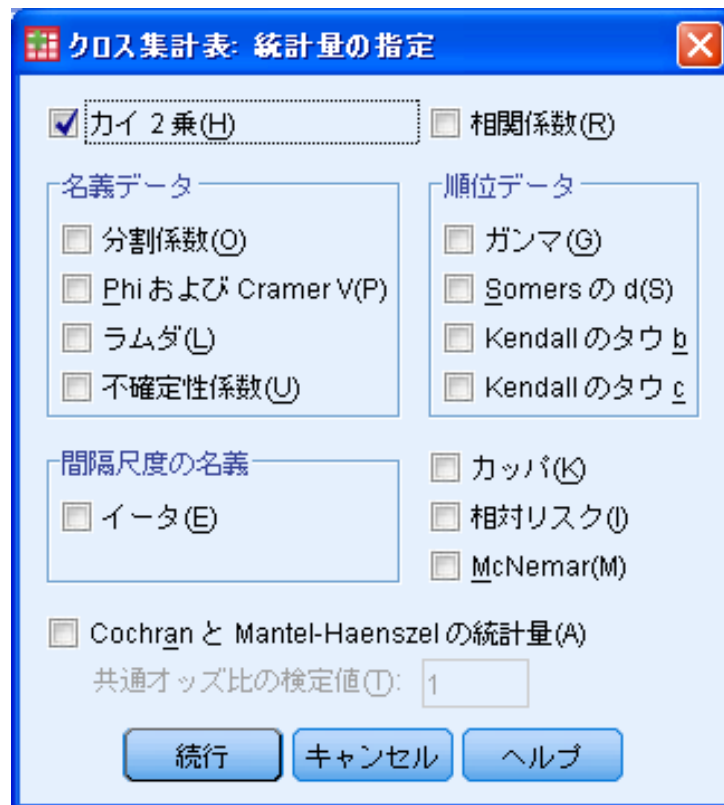 クロス集計表: 統計量の指定
カイ 2 乗(H)
相関係数(R)
名義データ
分割係数(O)
Phi および Cramer V(P)
ラムダ(L)
不確定性係数(U)
順位データ
ガンマ(G)
Somers の d(S)
Kendall のタウ b
Kendall のタウ c
間隔尺度の名義
イータ(E)
カッパ(K)
相対リスク(I)
McNemar(M)
Cochran と Mantel-Haenszel の統計量(A)
共通オッズ比の検定値(T): 1
続行 キャンセル ヘルプ